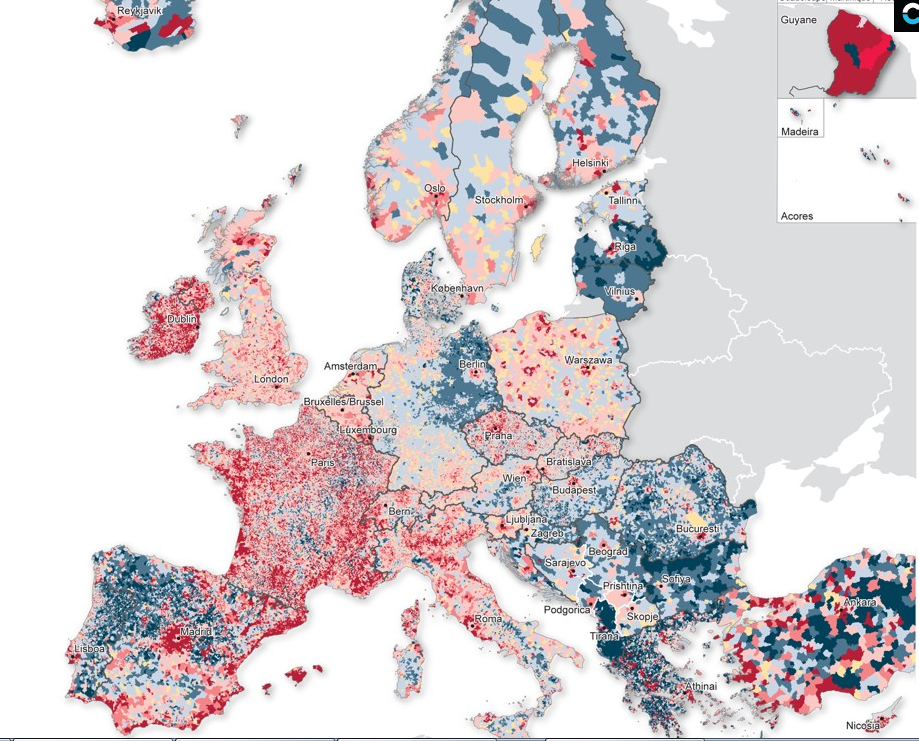 Reykjavik
Guyane
Madeira
Acores
Helsinki
Oslo
Stockholm
Tallinn
Riga
Vilnius
København
Dublin
London
Amsterdam
Berlin
Warszawa
Bruxelles/Brussel
Luxembourg
Praha
Paris
Bratislava
Wien
Budapest
Bern
Ljubljana
Zagreb
Bucuresti
Beograd
Sarajevo
Sofiya
Prishtina
Podgorica
Skopje
Ankara
Roma
Tirana
Madrid
Lisboa
Athinai
Nicosia